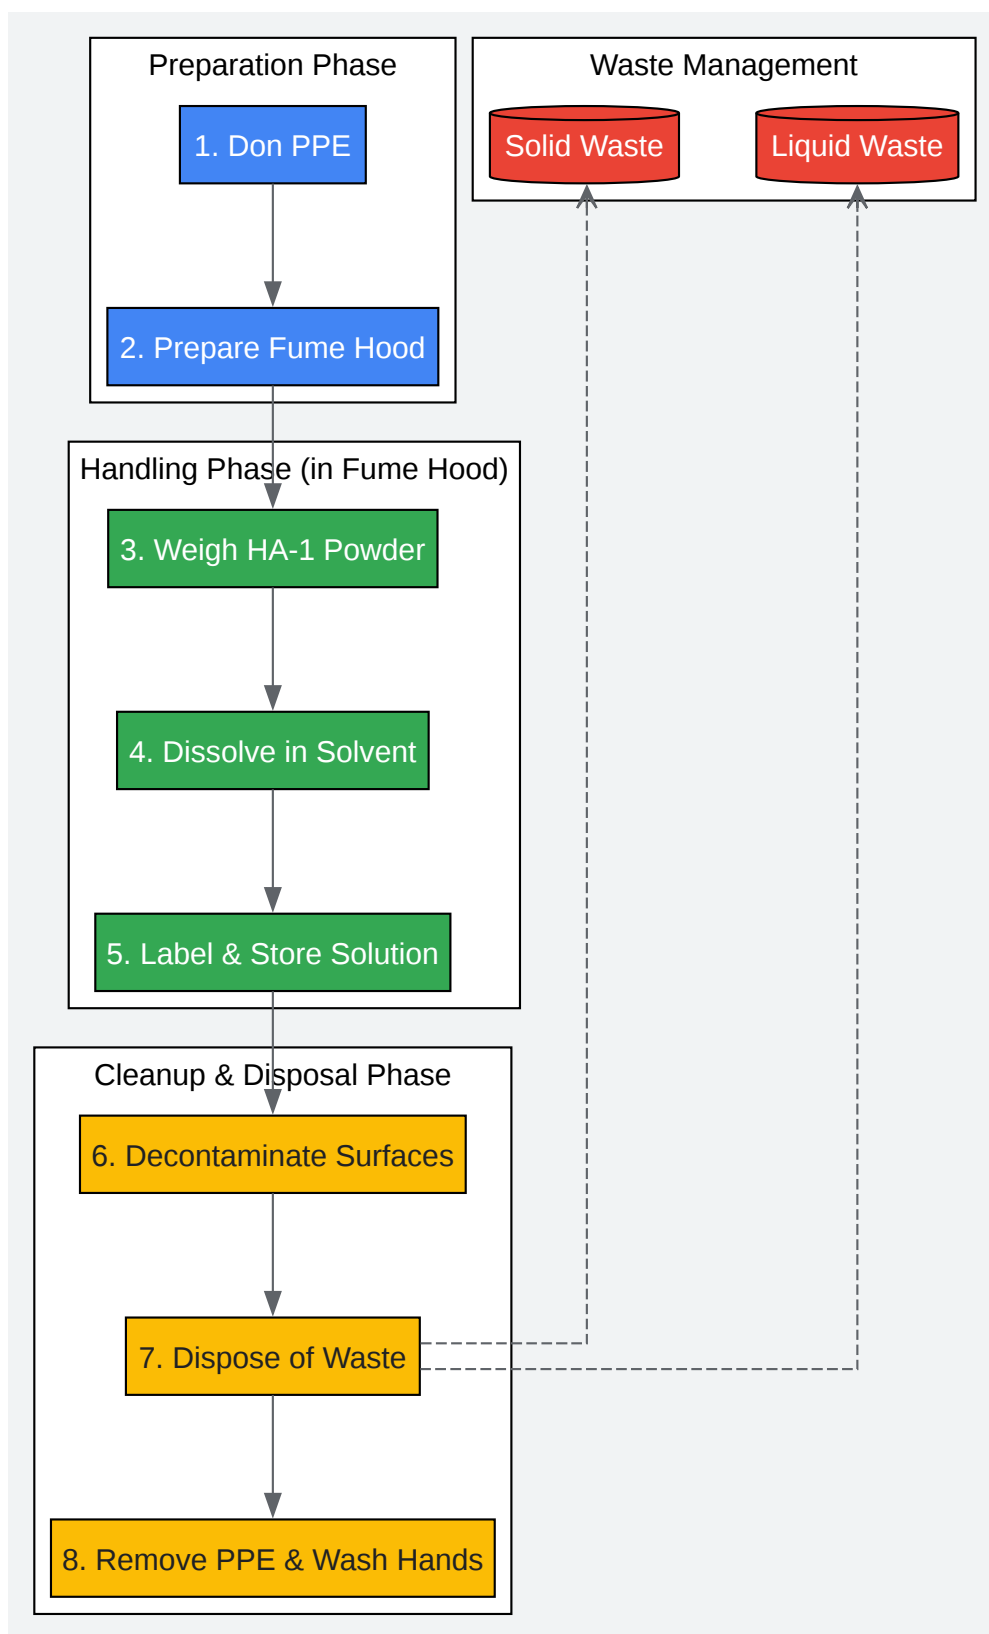 Preparation Phase
1. Don PPE
2. Prepare Fume Hood
Waste Management
Solid Waste
Liquid Waste
Handling Phase (in Fume Hood)
3. Weigh HA-1 Powder
4. Dissolve in Solvent
5. Label & Store Solution
Cleanup & Disposal Phase
6. Decontaminate Surfaces
7. Dispose of Waste
8. Remove PPE & Wash Hands